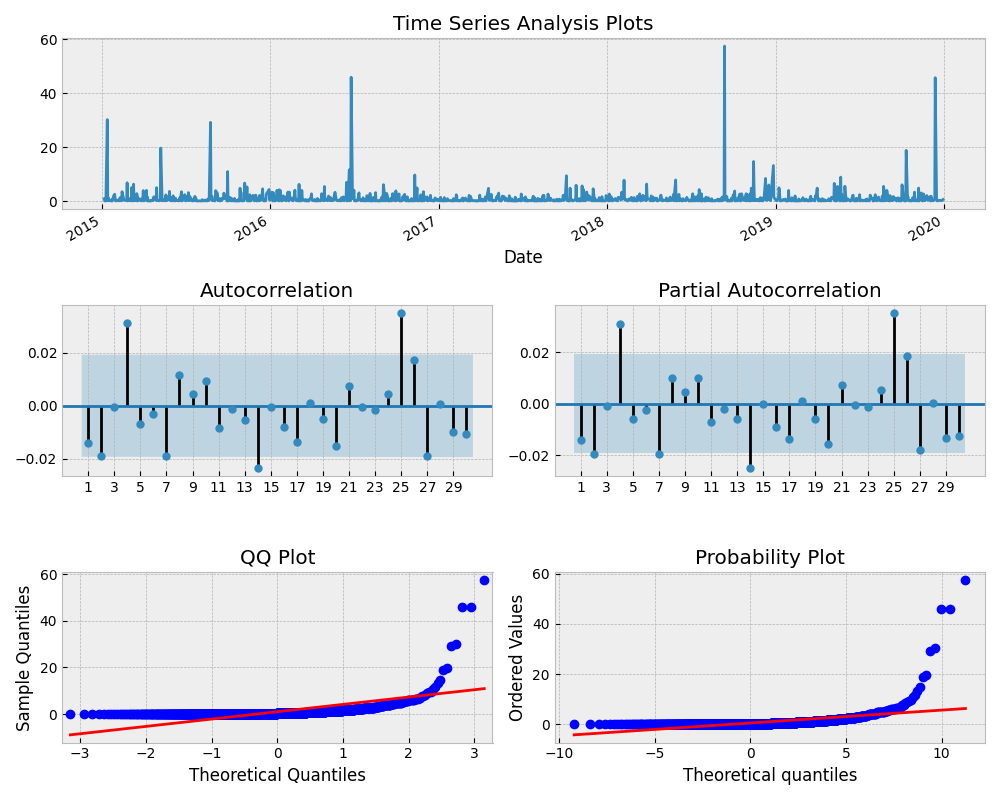 Time Series Analysis Plots
60
40
20
0
2015 2016 2017 2018 2019 2020
Date
Autocorrelation Partial Autocorrelation
0.02 0.02
0.00 0.00
−0.02 −0.02
1 3 5 7 9 11 13 15 17 19 21 23 25 27 29 1 3 5 7 9 11 13 15 17 19 21 23 25 27 29
QQ Plot Probability Plot
Sample Quantiles
60
40
20
0
−3 −2 −1 0 1 2 3
Theoretical Quantiles
Ordered Values
60
40
20
0
−10 −5 0 5 10
Theoretical quantiles